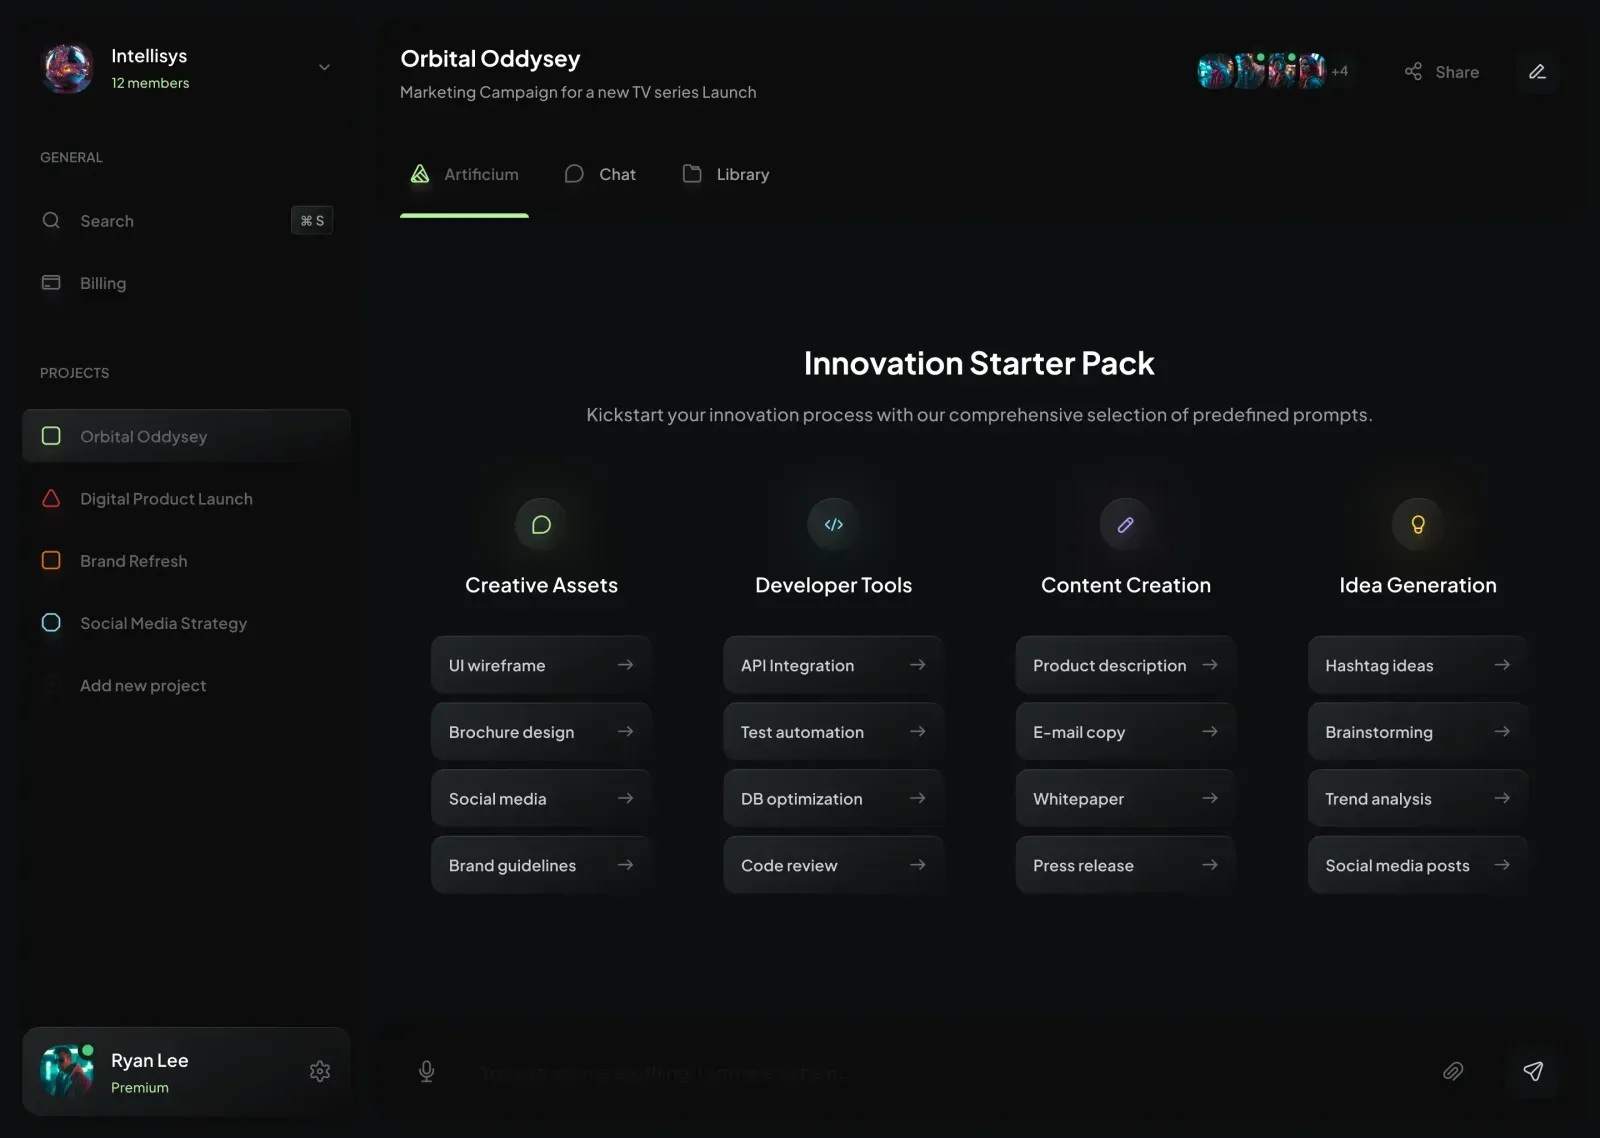 Intellisys
12 members
GENERAL
Search
⌘ S
Billing
PROJECTS
Orbital Oddysey
Digital Product Launch
Brand Refresh
Social Media Strategy
Add new project
Ryan Lee
Premium
Orbital Oddysey
Marketing Campaign for a new TV series Launch
+4
Share
Artificium
Chat
Library
Innovation Starter Pack
Kickstart your innovation process with our comprehensive selection of predefined prompts.
Creative Assets
UI wireframe
Brochure design
Social media
Brand guidelines
Developer Tools
API Integration
Test automation
DB optimization
Code review
Content Creation
Product description
E-mail copy
Whitepaper
Press release
Idea Generation
Hashtag ideas
Brainstorming
Trend analysis
Social media posts